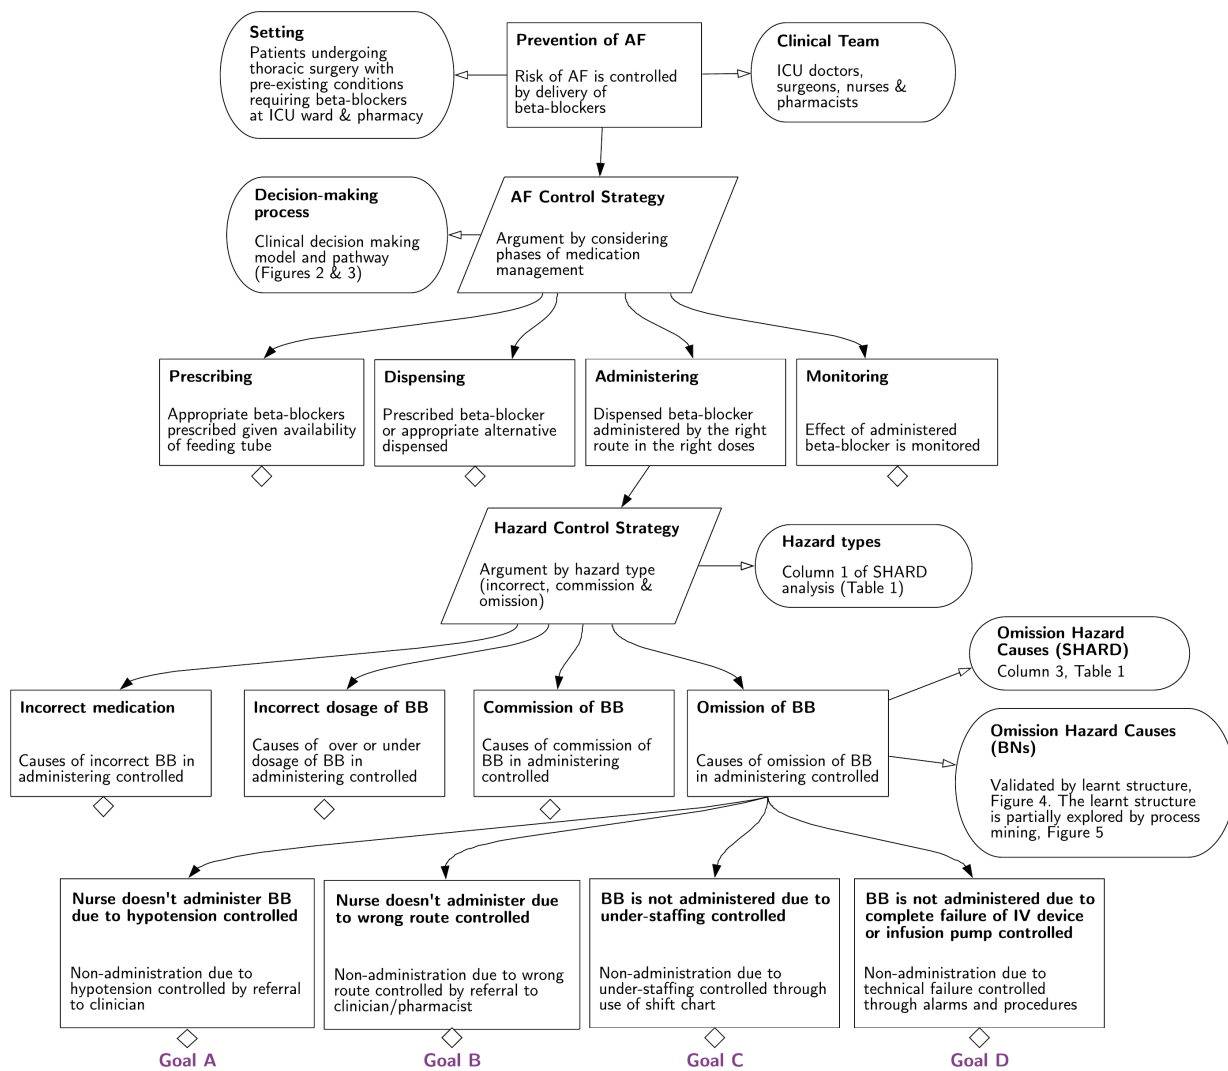 Setting
Patients undergoing
thoracic surgery with
pre-existing conditions
requiring beta-blockers
at ICU ward & pharmacy
Prevention of AF
Risk of AF is controlled
by delivery of
beta-blockers
Clinical Team
ICU doctors,
surgeons, nurses &
pharmacists
Decision-making
process
Clinical decision making
model and pathway
(Figures 2 & 3)
AF Control Strategy
Argument by considering
phases of medication
management
Prescribing
Appropriate beta-blockers
prescribed given availability
of feeding tube
Dispensing
Prescribed beta-blocker
or appropriate alternative
dispensed
Administering
Dispensed beta-blocker
administered by the right
route in the right doses
Monitoring
Effect of administered
beta-blocker is monitored
Hazard Control Strategy
Argument by hazard type
(incorrect, commission &
omission)
Hazard types
Column 1 of SHARD
analysis (Table 1)
Omission Hazard
Causes (SHARD)
Column 3, Table 1
Incorrect medication
Causes of incorrect BB in
administering controlled
Incorrect dosage of BB
Causes of over or under
dosage of BB in
administering controlled
Commission of BB
Causes of commission of
BB in administering
controlled
Omission of BB
Causes of omission of BB
in administering controlled
Omission Hazard Causes
(BNs)
Validated by learnt structure,
Figure 4. The learnt structure
is partially explored by process
mining, Figure 5
Nurse doesn't administer BB
due to hypotension controlled
Non-administration due to
hypotension controlled by referral
to clinician
Nurse doesn't administer due
to wrong route controlled
Non-administration due to wrong
route controlled by referral to
clinician/pharmacist
BB is not administered due to
under-staffing controlled
Non-administration due to
under-staffing controlled through
use of shift chart
BB is not administered due to
complete failure of IV device
or infusion pump controlled
Non-administration due to
technical failure controlled
through alarms and procedures
Goal A
Goal B
Goal C
Goal D